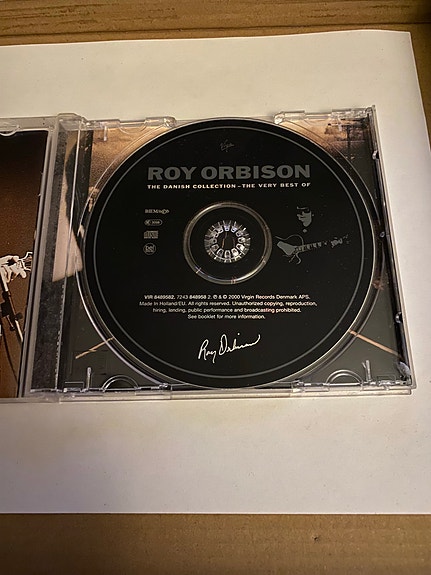 Virgin
ROY ORBISON
THE DANISH COLLECTION - THE VERY BEST OF
BIEM/n©b
VIR 8489582. 7243 848958 2. ℗ & © 2000 Virgin Records Denmark APS.
Made In Holland/EU. All rights reserved. Unauthorized copying, reproduction,
hiring, lending, public performance and broadcasting prohibited.
See booklet for more information.
Roy Orbison